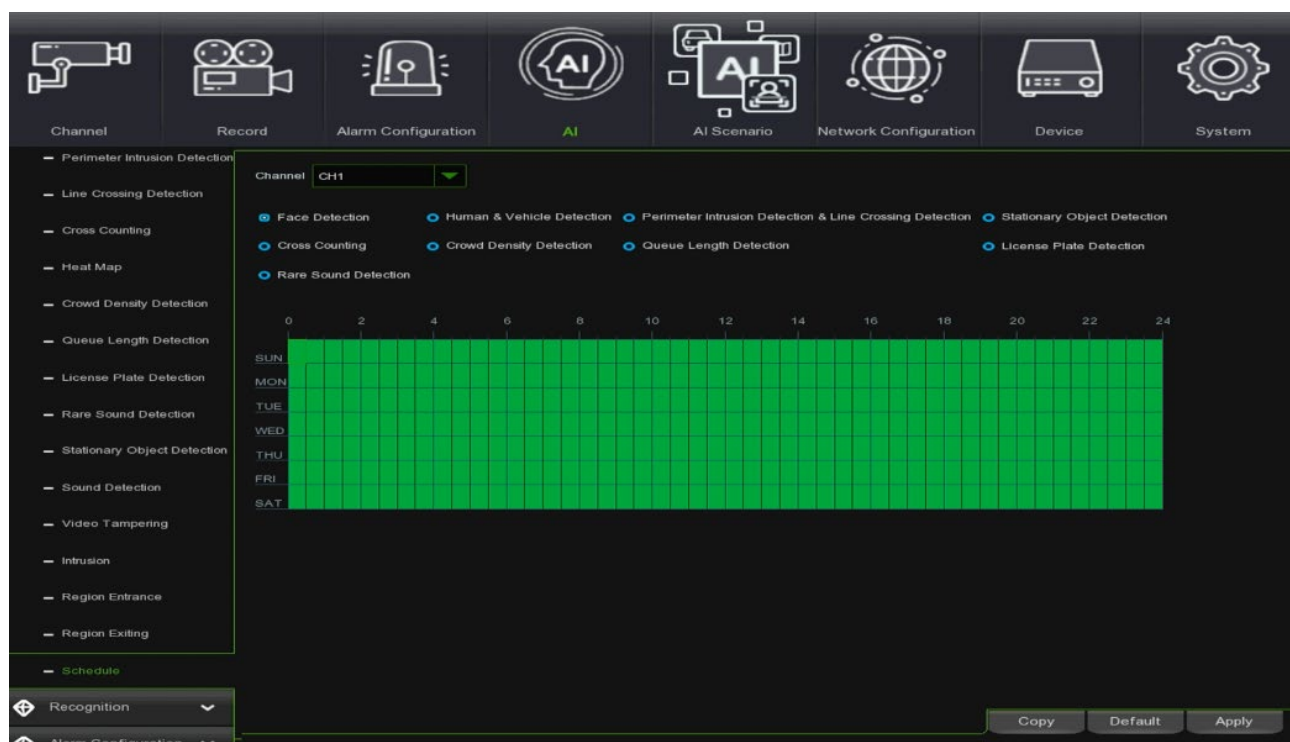 Channel Record Alarm Configuration AI AI Scenario Network Configuration Device System
AI
AI
Perimeter Intrusion Detection
Line Crossing Detection
Cross Counting
Heat Map
Crowd Density Detection
Queue Length Detection
License Plate Detection
Rare Sound Detection
Stationary Object Detection
Sound Detection
Video Tampering
Intrusion
Region Entrance
Region Exiting
Schedule
Recognition
Alarm Configuration
Channel CH1
Face Detection Human & Vehicle Detection Perimeter Intrusion Detection & Line Crossing Detection Stationary Object Detection
Cross Counting Crowd Density Detection Queue Length Detection License Plate Detection
Rare Sound Detection
0 2 4 6 8 10 12 14 16 18 20 22 24
SUN
MON
TUE
WED
THU
FRI
SAT
Copy Default Apply